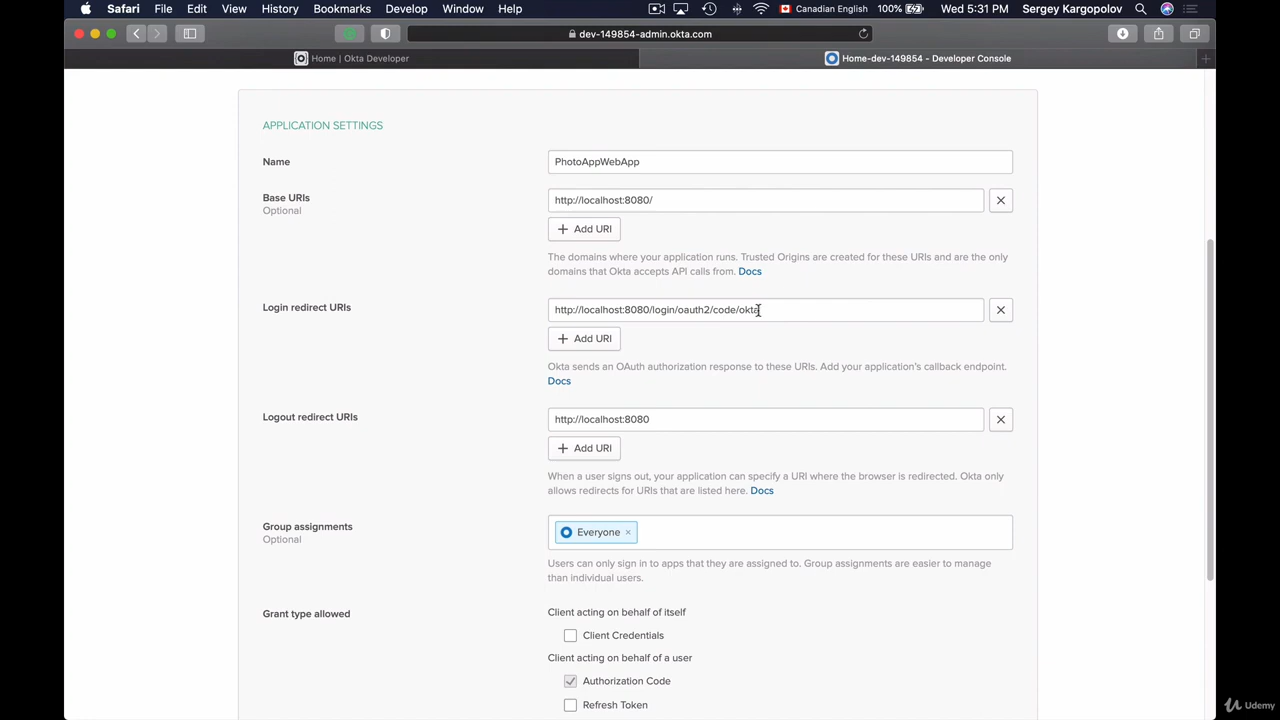 Safari File Edit View History Bookmarks Develop Window Help Canadian English 100% Wed 5:31 PM Sergey Kargopolov
dev-149854-admin.okta.com
Home | Okta Developer
Home-dev-149854 - Developer Console
APPLICATION SETTINGS
Name
PhotoAppWebApp
Base URIs
Optional
http://localhost:8080/
+ Add URI
The domains where your application runs. Trusted Origins are created for these URIs and are the only
domains that Okta accepts API calls from. Docs
Login redirect URIs
http://localhost:8080/login/oauth2/code/okta
+ Add URI
Okta sends an OAuth authorization response to these URIs. Add your application's callback endpoint.
Docs
Logout redirect URIs
http://localhost:8080
+ Add URI
When a user signs out, your application can specify a URI where the browser is redirected. Okta only
allows redirects for URIs that are listed here. Docs
Group assignments
Optional
Everyone ×
Users can only sign in to apps that they are assigned to. Group assignments are easier to manage
than individual users.
Grant type allowed
Client acting on behalf of itself
Client Credentials
Client acting on behalf of a user
Authorization Code
Refresh Token
Udemy